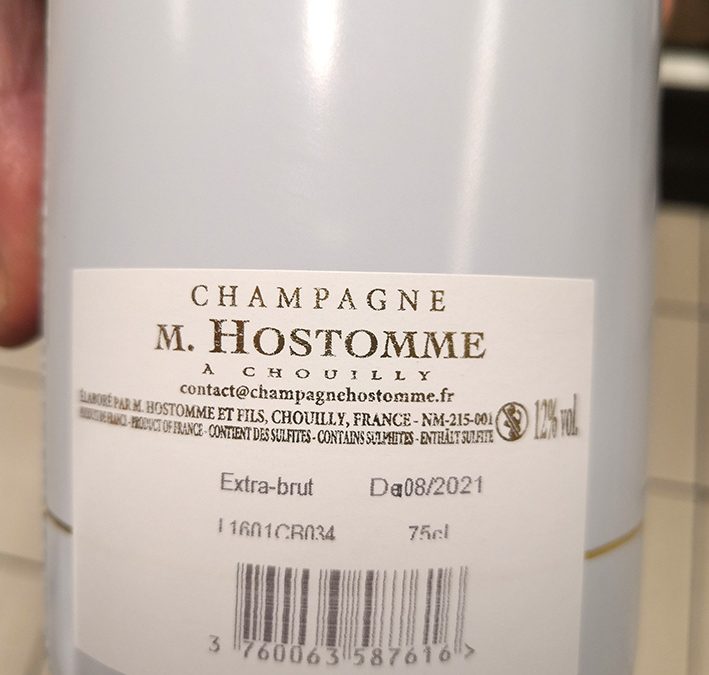 CHAMPAGNE
M. HOSTOMME
A CHOUILLY
contact@champagnehostomme.fr
ÉLABORÉ PAR M. HOSTOMME ET FILS, CHOUILLY, FRANCE - NM-215-001
PRODUIT DE FRANCE - PRODUCT OF FRANCE - CONTIENT DES SULFITES - CONTAINS SULPHITES - ENTHÄLT SULFITE
12% vol.
Extra-brut De08/2021
L1601CB034 75cl
3 760063 587616 >